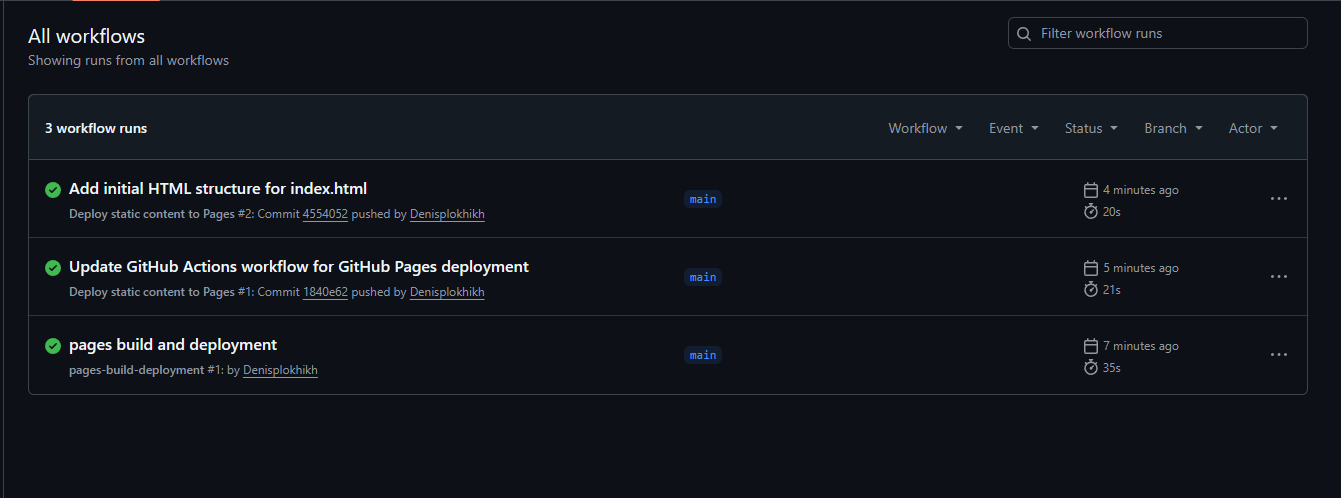 All workflows
Showing runs from all workflows
Filter workflow runs
3 workflow runs
Workflow
Event
Status
Branch
Actor
Add initial HTML structure for index.html
main
4 minutes ago
Deploy static content to Pages #2: Commit 4554052 pushed by Denisplokhikh
20s
Update GitHub Actions workflow for GitHub Pages deployment
main
5 minutes ago
Deploy static content to Pages #1: Commit 1840e62 pushed by Denisplokhikh
21s
pages build and deployment
main
7 minutes ago
pages-build-deployment #1: by Denisplokhikh
35s